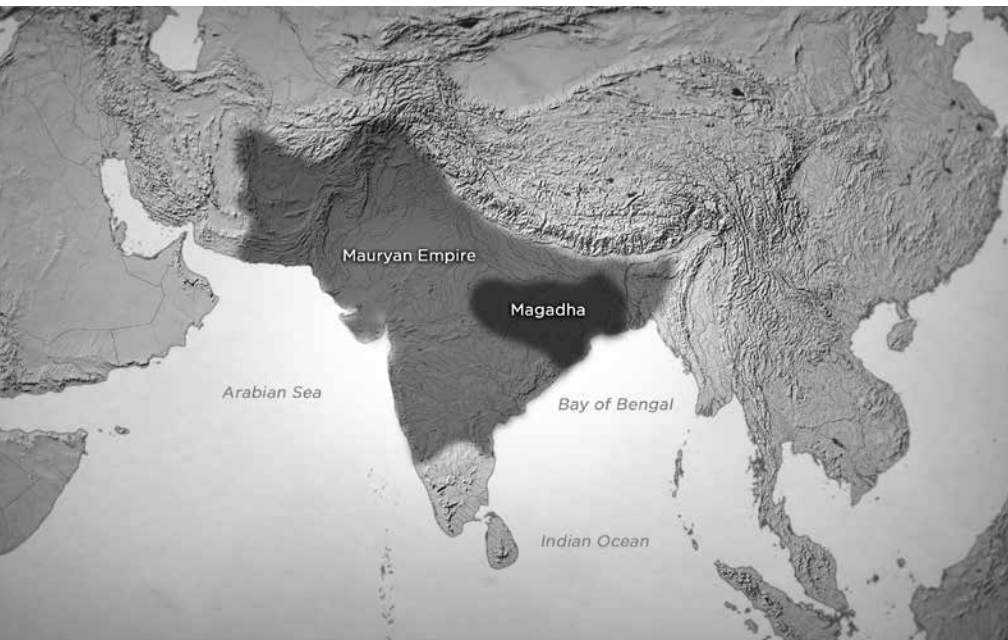 Mauryan Empire
Magadha
Arabian Sea
Bay of Bengal
Indian Ocean